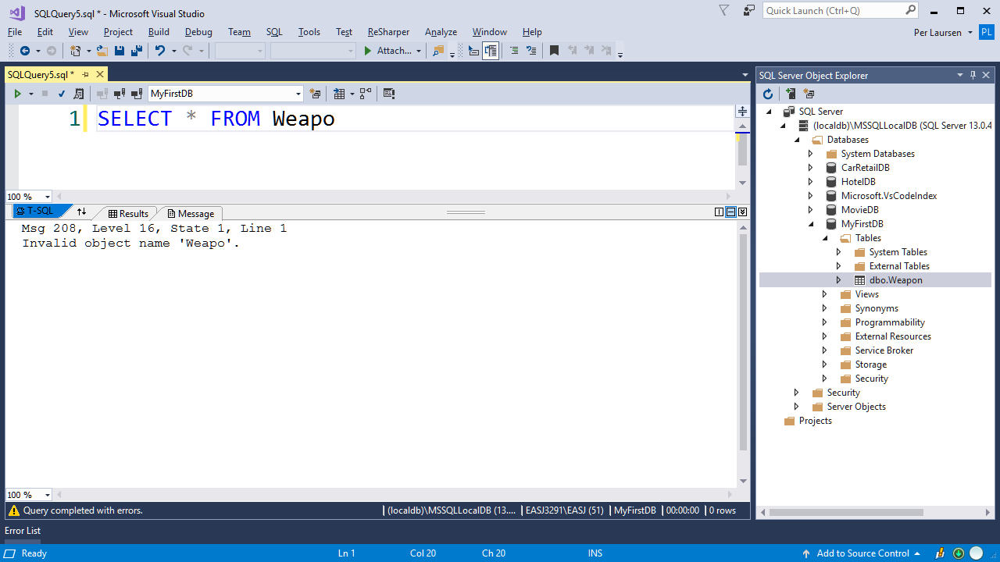 SQLQuery5.sql * - Microsoft Visual Studio
Quick Launch (Ctrl+Q)
File Edit View Project Build Debug Team SQL Tools Test ReSharper Analyze Window Help
Per Laursen PL
Attach...
SQLQuery5.sql *
MyFirstDB
1 SELECT * FROM Weapo
100 %
T-SQL Results Message
Msg 208, Level 16, State 1, Line 1
Invalid object name 'Weapo'.
100 %
Query completed with errors. (localdb)\MSSQLLocalDB (13.... EASJ3291\EASJ (51) MyFirstDB 00:00:00 0 rows
SQL Server Object Explorer
SQL Server
(localdb)\MSSQLLocalDB (SQL Server 13.0.4
Databases
System Databases
CarRetailDB
HotelDB
Microsoft.VsCodeIndex
MovieDB
MyFirstDB
Tables
System Tables
External Tables
dbo.Weapon
Views
Synonyms
Programmability
External Resources
Service Broker
Storage
Security
Security
Server Objects
Projects
Error List
Ready Ln 1 Col 20 Ch 20 INS Add to Source Control